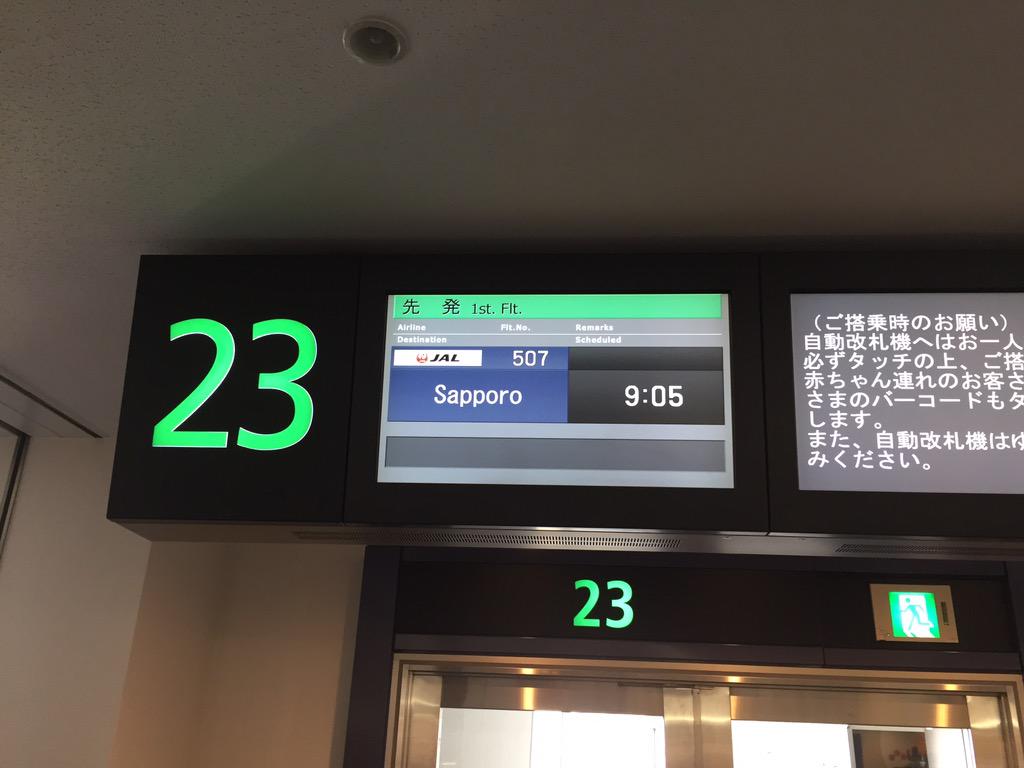 23
先 発 1st. Flt.
Airline Flt.No. Remarks
Destination Scheduled
JAL 507
Sapporo 9:05
（ご搭乗時のお願い）
自動改札機へはお一人
必ずタッチの上、ご搭
赤ちゃん連れのお客さ
さまのバーコードもタ
します。
また、自動改札機はゆ
みください。
23